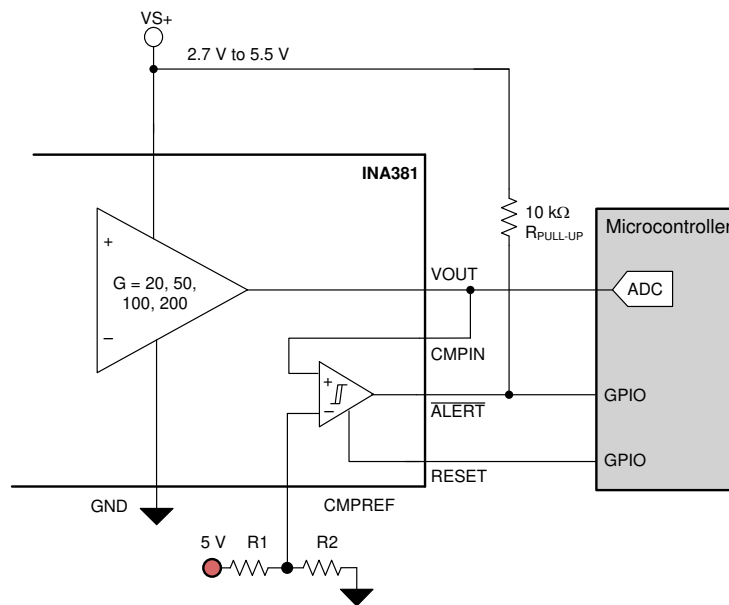 VS+
2.7 V to 5.5 V
INA381
10 kΩ
RPULL-UP
Microcontroller
+
G = 20, 50,
100, 200
−
VOUT
ADC
CMPIN
+
−
ALERT
GPIO
RESET
GPIO
GND
CMPREF
5 V
R1
R2